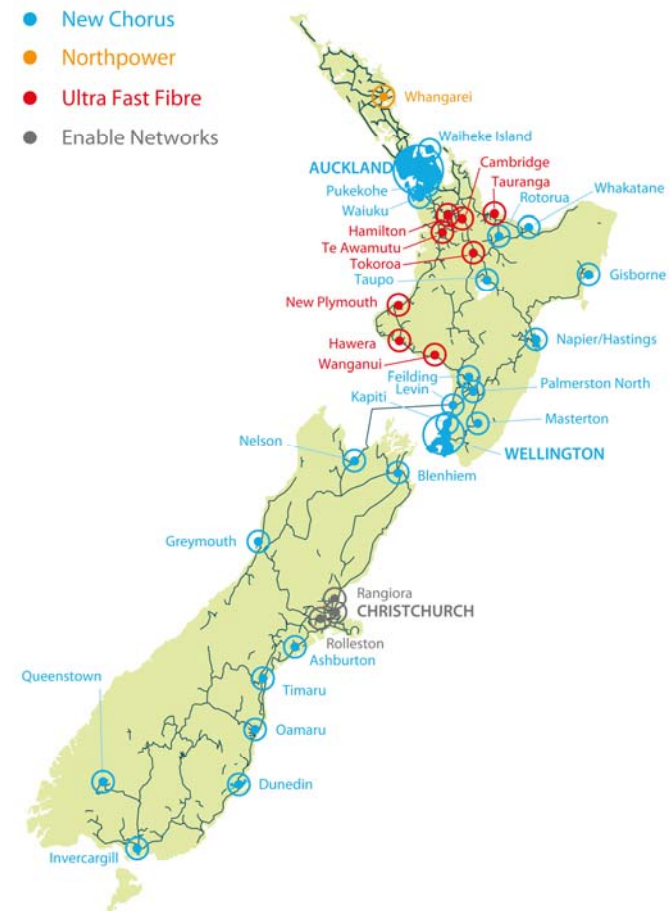 New Chorus
Northpower
Ultra Fast Fibre
Enable Networks
Whangarei
Waiheke Island
AUCKLAND
Cambridge
Pukekohe
Tauranga
Rotorua
Waiuku
Whakatane
Hamilton
Te Awamutu
Tokoroa
Taupo
Gisborne
New Plymouth
Hawera
Napier/Hastings
Wanganui
Feilding
Levin
Palmerston North
Kapiti
Masterton
Nelson
WELLINGTON
Blenhiem
Greymouth
Rangiora
CHRISTCHURCH
Rolleston
Ashburton
Queenstown
Timaru
Oamaru
Dunedin
Invercargill